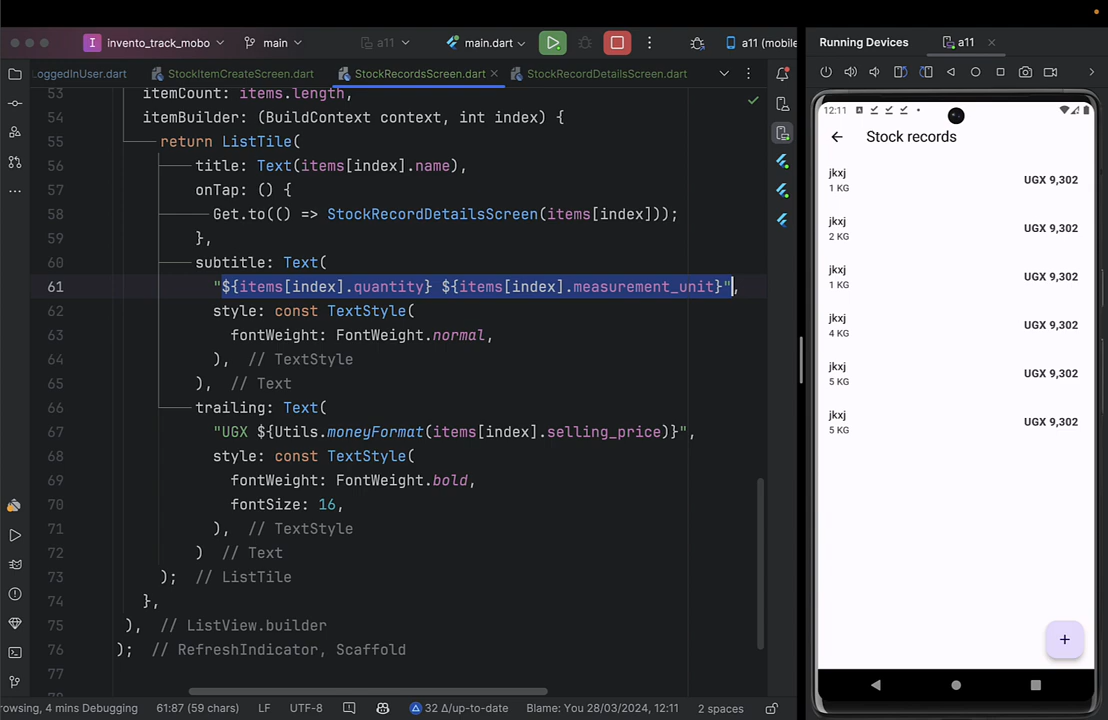 invento_track_mobo
main
a11
main.dart
a11 (mobile
Running Devices
a11
LoggedInUser.dart
StockItemCreateScreen.dart
StockRecordsScreen.dart
StockRecordDetailsScreen.dart
53 itemCount: items.length,
54 itemBuilder: (BuildContext context, int index) {
55 return ListTile(
56 title: Text(items[index].name),
57 onTap: () {
58 Get.to(() => StockRecordDetailsScreen(items[index]));
59 },
60 subtitle: Text(
61 "${items[index].quantity} ${items[index].measurement_unit}",
62 style: const TextStyle(
63 fontWeight: FontWeight.normal,
64 ), // TextStyle
65 ), // Text
66 trailing: Text(
67 "UGX ${Utils.moneyFormat(items[index].selling_price)}",
68 style: const TextStyle(
69 fontWeight: FontWeight.bold,
70 fontSize: 16,
71 ), // TextStyle
72 ) // Text
73 ); // ListTile
74 },
75 ), // ListView.builder
76 ); // RefreshIndicator, Scaffold
77
12:11
Stock records
jkxj
1 KG
UGX 9,302
jkxj
2 KG
UGX 9,302
jkxj
1 KG
UGX 9,302
jkxj
4 KG
UGX 9,302
jkxj
5 KG
UGX 9,302
jkxj
5 KG
UGX 9,302
+
rowsing, 4 mins Debugging
61:87 (59 chars)
LF
UTF-8
32 Δ/up-to-date
Blame: You 28/03/2024, 12:11
2 spaces